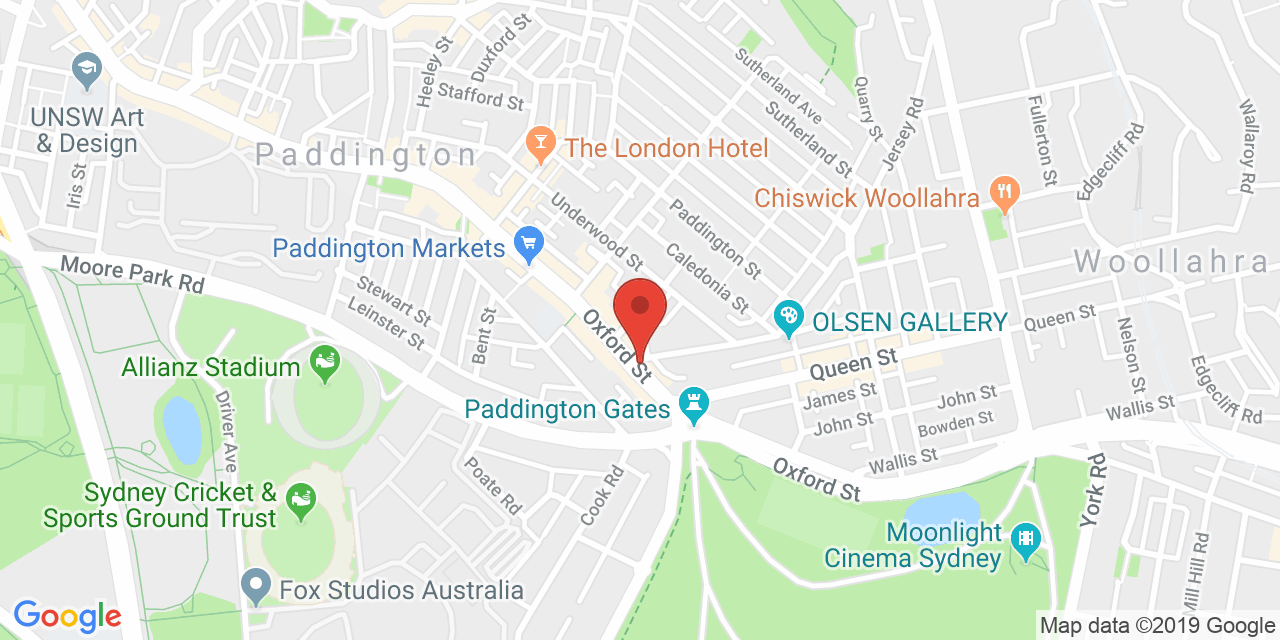 Duxford St
Heeley St
Stafford St
Sutherland Ave
Sutherland St
Quarry St
Jersey Rd
Fullerton St
Edgecliff Rd
Wallaroy Rd
UNSW Art
& Design
Paddington
The London Hotel
Iris St
Chiswick Woollahra
Underwood St
Paddington St
Caledonia St
Paddington Markets
Woollahra
Moore Park Rd
Stewart St
Leinster St
Bent St
Oxford St
OLSEN GALLERY
Queen St
Queen St
Nelson St
Edgecliff Rd
Allianz Stadium
Driver Ave
Paddington Gates
James St
John St
John St
Bowden St
Wallis St
Wallis St
Oxford St
Poate Rd
Cook Rd
York Rd
Sydney Cricket &
Sports Ground Trust
Moonlight
Cinema Sydney
Mill Hill Rd
Fox Studios Australia
Google
Map data ©2019 Google